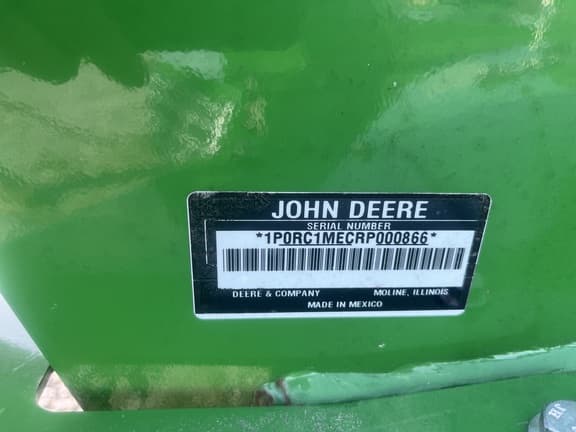 JOHN DEERE
SERIAL NUMBER
*1P0RC1MECRP000866*
DEERE & COMPANY MOLINE, ILLINOIS
MADE IN MEXICO